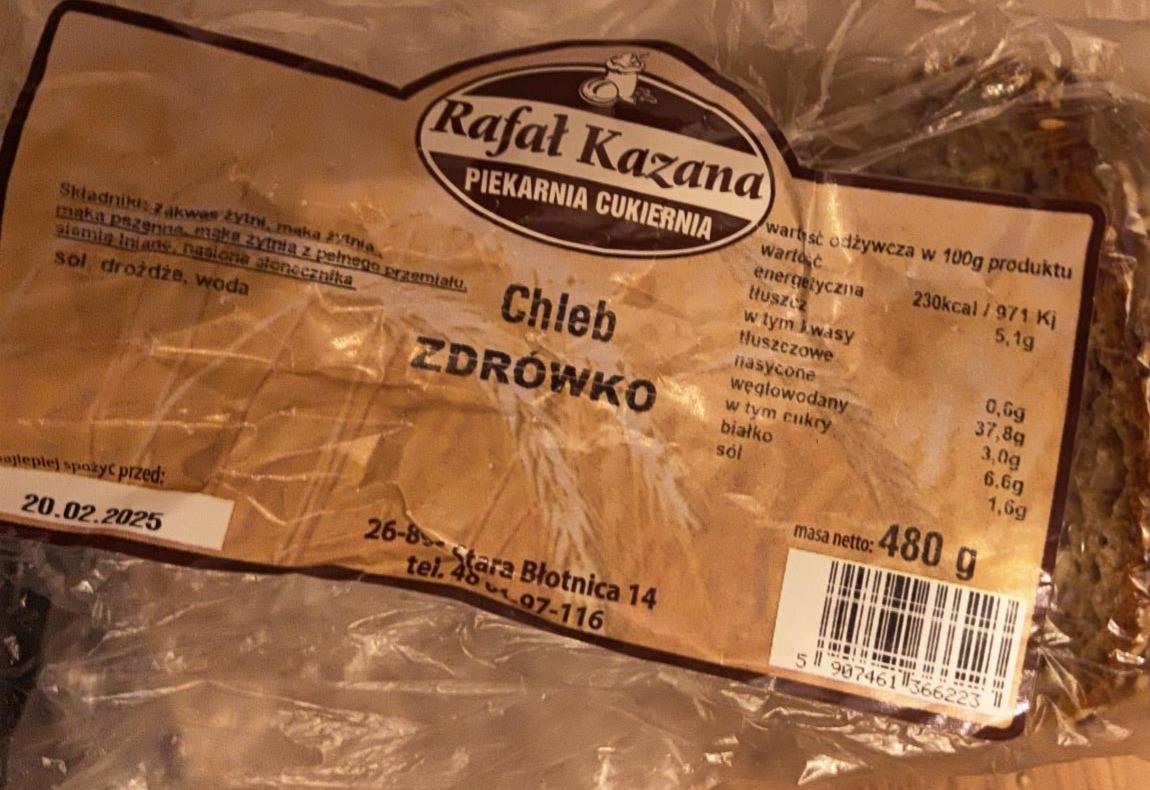 Rafał Kazana
PIEKARNIA CUKIERNIA
Składniki: zakwas żytni, mąka żytnia,
mąka pszenna, mąka żytnia z pełnego przemiału,
siemię lniane, nasiona słonecznika
sól, drożdże, woda
Chleb
ZDRÓWKO
wartość odżywcza w 100g produktu
wartość
energetyczna 230kcal / 971 Kj
tłuszcz 5,1g
w tym kwasy
tłuszczowe
nasycone 0,6g
węglowodany 37,8g
w tym cukry 3,0g
białko 6.6g
sól 1,6g
najlepiej spożyć przed:
20.02.2025
masa netto: 480 g
Stara Błotnica 14
tel. 48 97-116
5 907461 366223